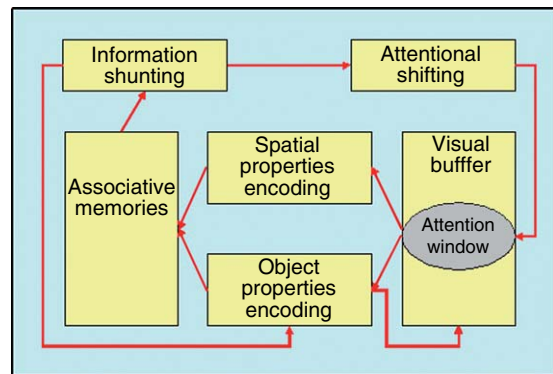 Information
shunting
Attentional
shifting
Associative
memories
Spatial
properties
encoding
Visual
bufffer
Attention
window
Object
properties
encoding